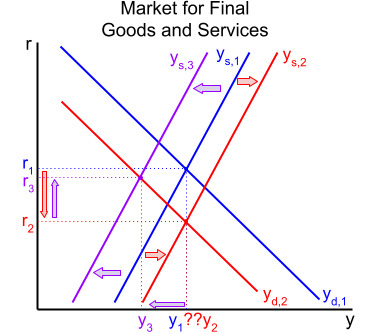 Market for Final
Goods and Services
r
ys,3
ys,1
ys,2
r1
r3
r2
yd,2
yd,1
y3
y1??y2
y